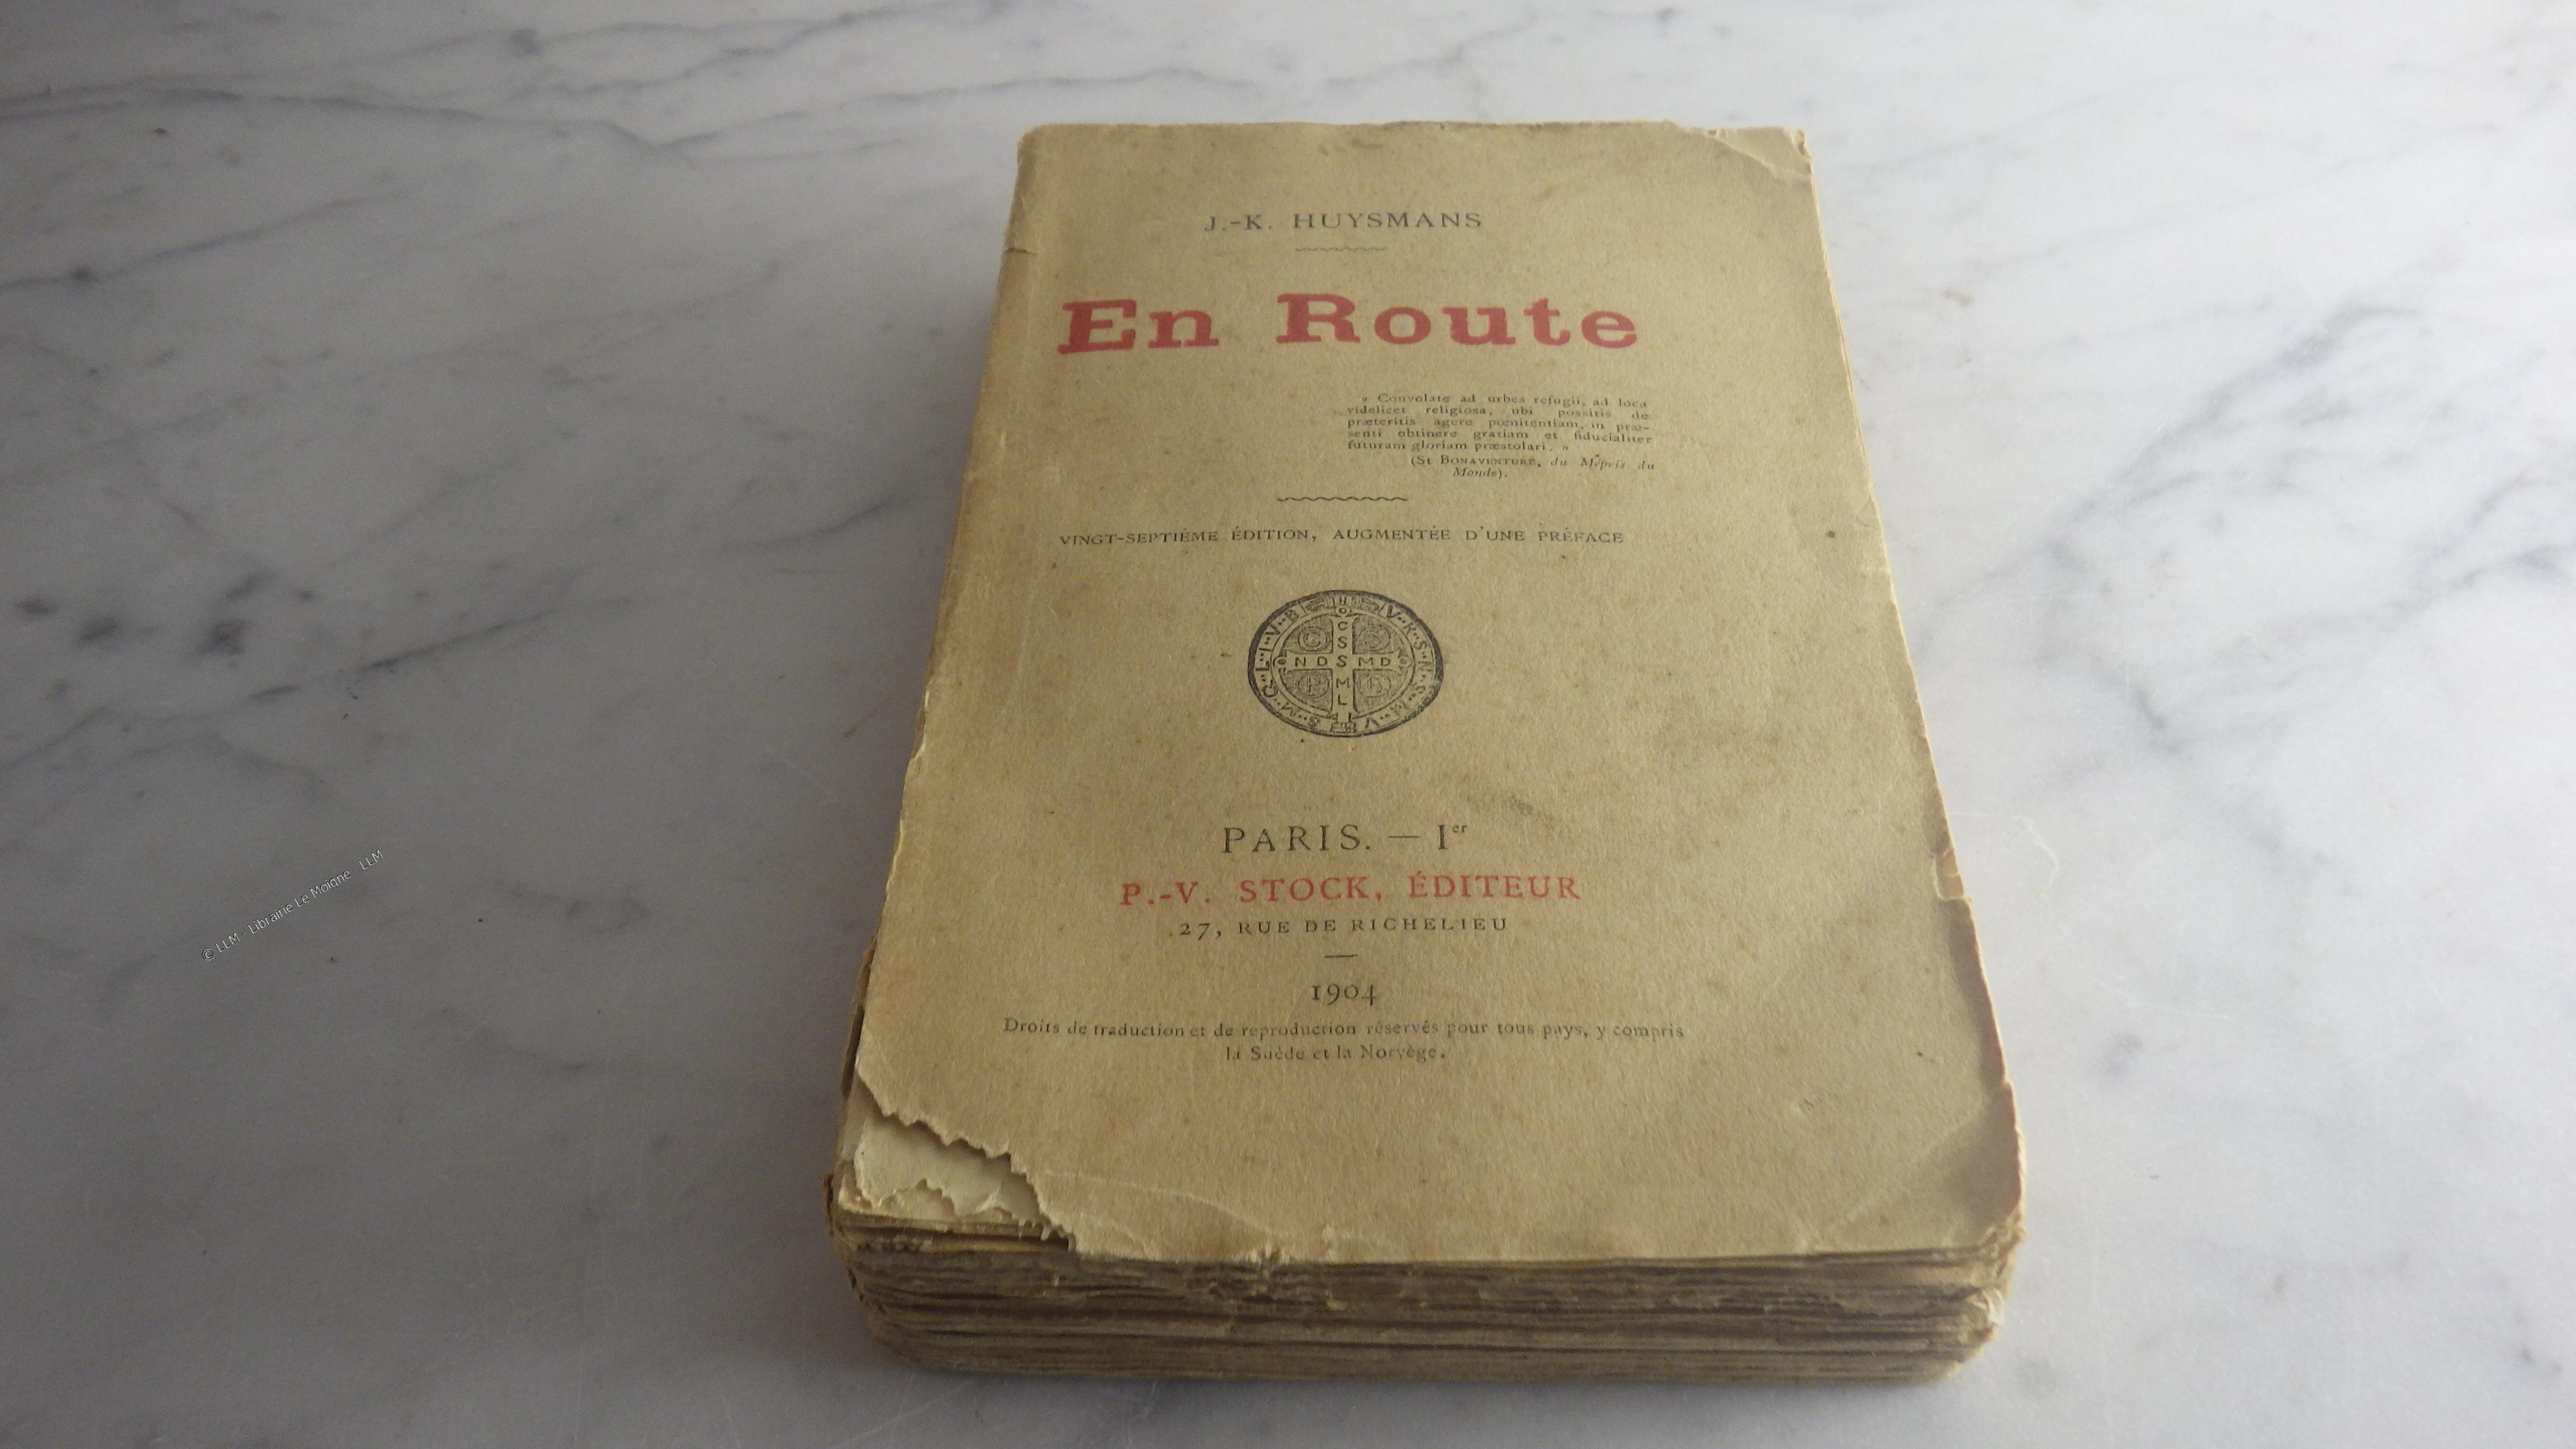 J.-K. HUYSMANS
En Route
« Convolate ad urbes refugii, ad loca
videlicet religiosa, ubi possitis de
præteritis agere pœnitentiam, in præ-
senti obtinere gratiam et fiducialiter
futuram gloriam præstolari. »
(St BONAVENTURE, du Mépris du
Monde).
VINGT-SEPTIÈME ÉDITION, AUGMENTÉE D'UNE PRÉFACE
IHS
V · R · S · N · S · M · V
S · M · Q · L · I · V · B
C S
S
N D S M D
M
P B
L
PARIS. — Ier
P.-V. STOCK, ÉDITEUR
27, RUE DE RICHELIEU
1904
Droits de traduction et de reproduction réservés pour tous pays, y compris
la Suède et la Norvège.
© LLM - Librairie Le Moigne - LLM